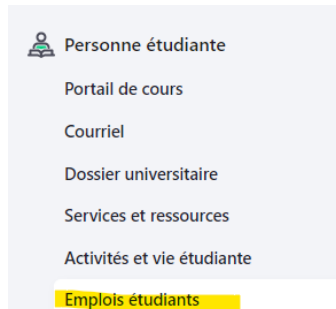 Personne étudiante
Portail de cours
Courriel
Dossier universitaire
Services et ressources
Activités et vie étudiante
Emplois étudiants